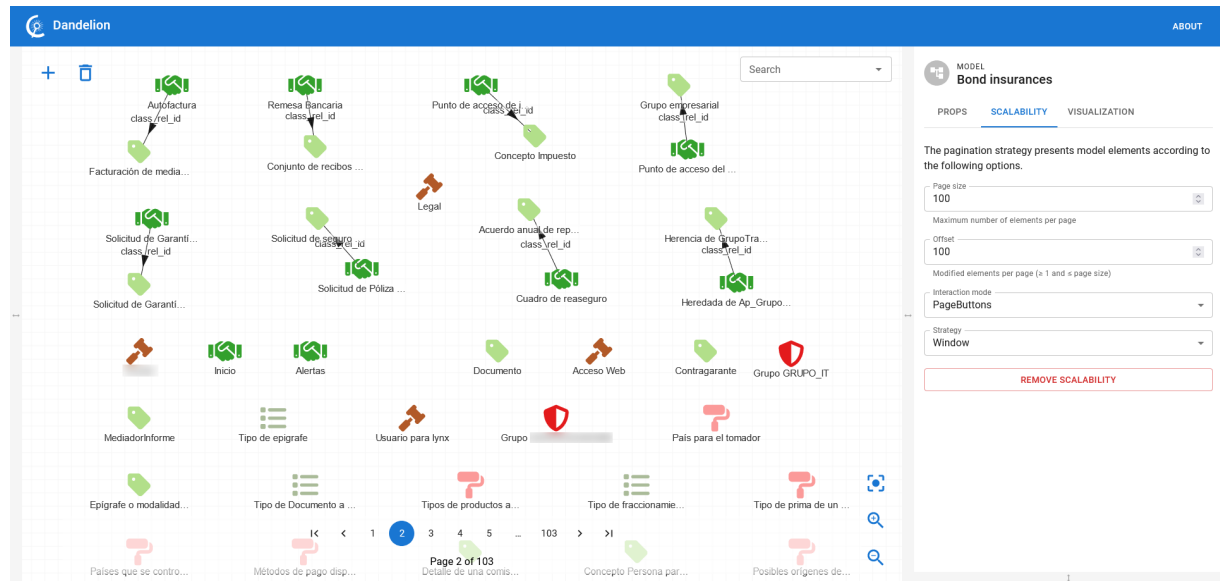 Dandelion
ABOUT
Search
Autofactura
class_rel_id
Facturación de media...
Remesa Bancaria
class_rel_id
Conjunto de recibos ...
Punto de acceso de i...
class_rel_id
Concepto Impuesto
Grupo empresarial
class_rel_id
Punto de acceso del ...
Legal
Solicitud de Garantí...
class_rel_id
Solicitud de Garantí...
Solicitud de seguro
class_rel_id
Solicitud de Póliza ...
Acuerdo anual de rep...
class_rel_id
Cuadro de reaseguro
Herencia de GrupoTra...
class_rel_id
Heredada de Ap_Grupo...
Inicio
Alertas
Documento
Acceso Web
Contragarante
Grupo GRUPO_IT
MediadorInforme
Tipo de epigrafe
Usuario para lynx
Grupo
País para el tomador
Epígrafe o modalidad...
Tipo de Documento a ...
Tipos de productos a...
Tipo de fraccionamie...
Tipo de prima de un ...
1 2 3 4 5 ... 103
Page 2 of 103
Países que se contro...
Métodos de pago disp...
Detalle de una comis...
Concepto Persona par...
Posibles orígenes de...
MODEL
Bond insurances
PROPS
SCALABILITY
VISUALIZATION
The pagination strategy presents model elements according to
the following options.
Page size
100
Maximum number of elements per page
Offset
100
Modified elements per page (≥ 1 and ≤ page size)
Interaction mode
PageButtons
Strategy
Window
REMOVE SCALABILITY